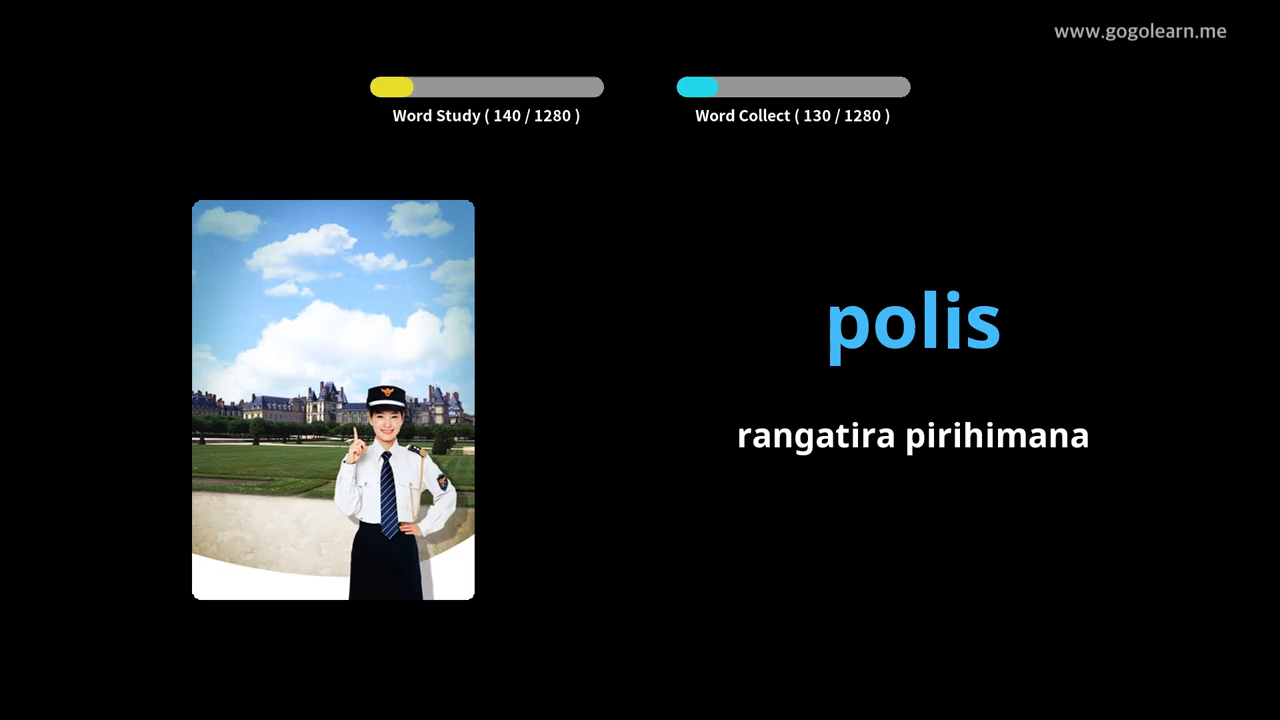 www.gogolearn.me
Word Study ( 140 / 1280 )
Word Collect ( 130 / 1280 )
polis
rangatira pirihimana